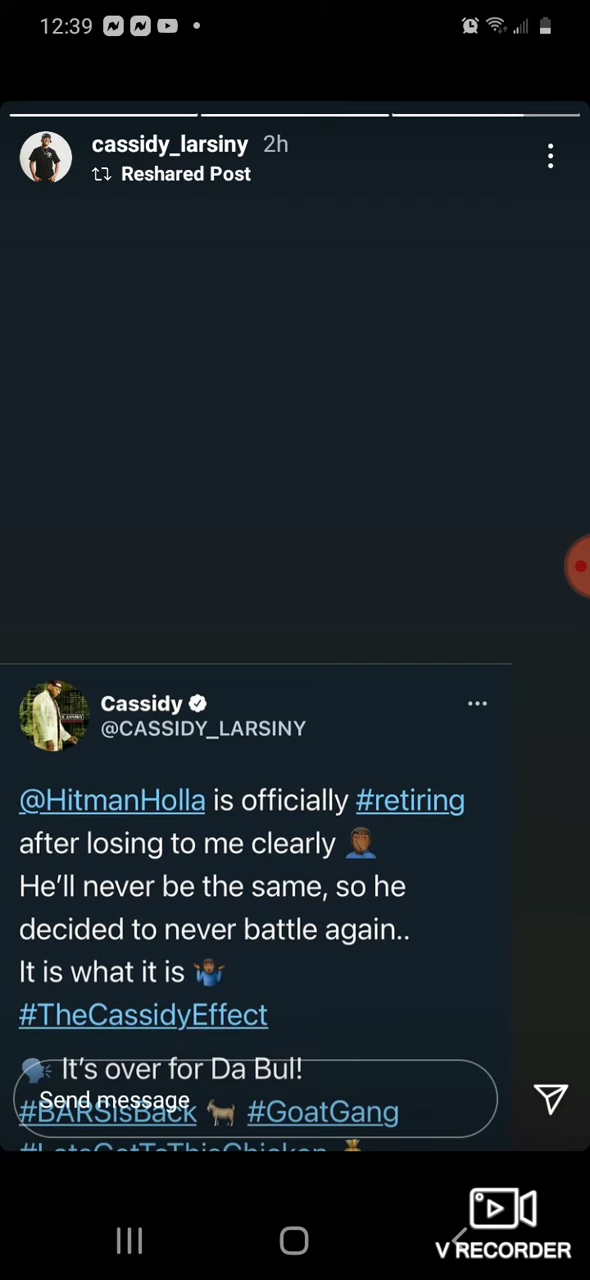 12:39
cassidy_larsiny 2h
Reshared Post
Cassidy
@CASSIDY_LARSINY
@HitmanHolla is officially #retiring
after losing to me clearly 🤦🏾‍♂️
He'll never be the same, so he
decided to never battle again..
It is what it is 🤷🏾‍♂️
#TheCassidyEffect
🗣️ It's over for Da Bul!
Send message
#BARSisBack 🐐 #GoatGang
#LetsGetToThisChicken 💰
V RECORDER